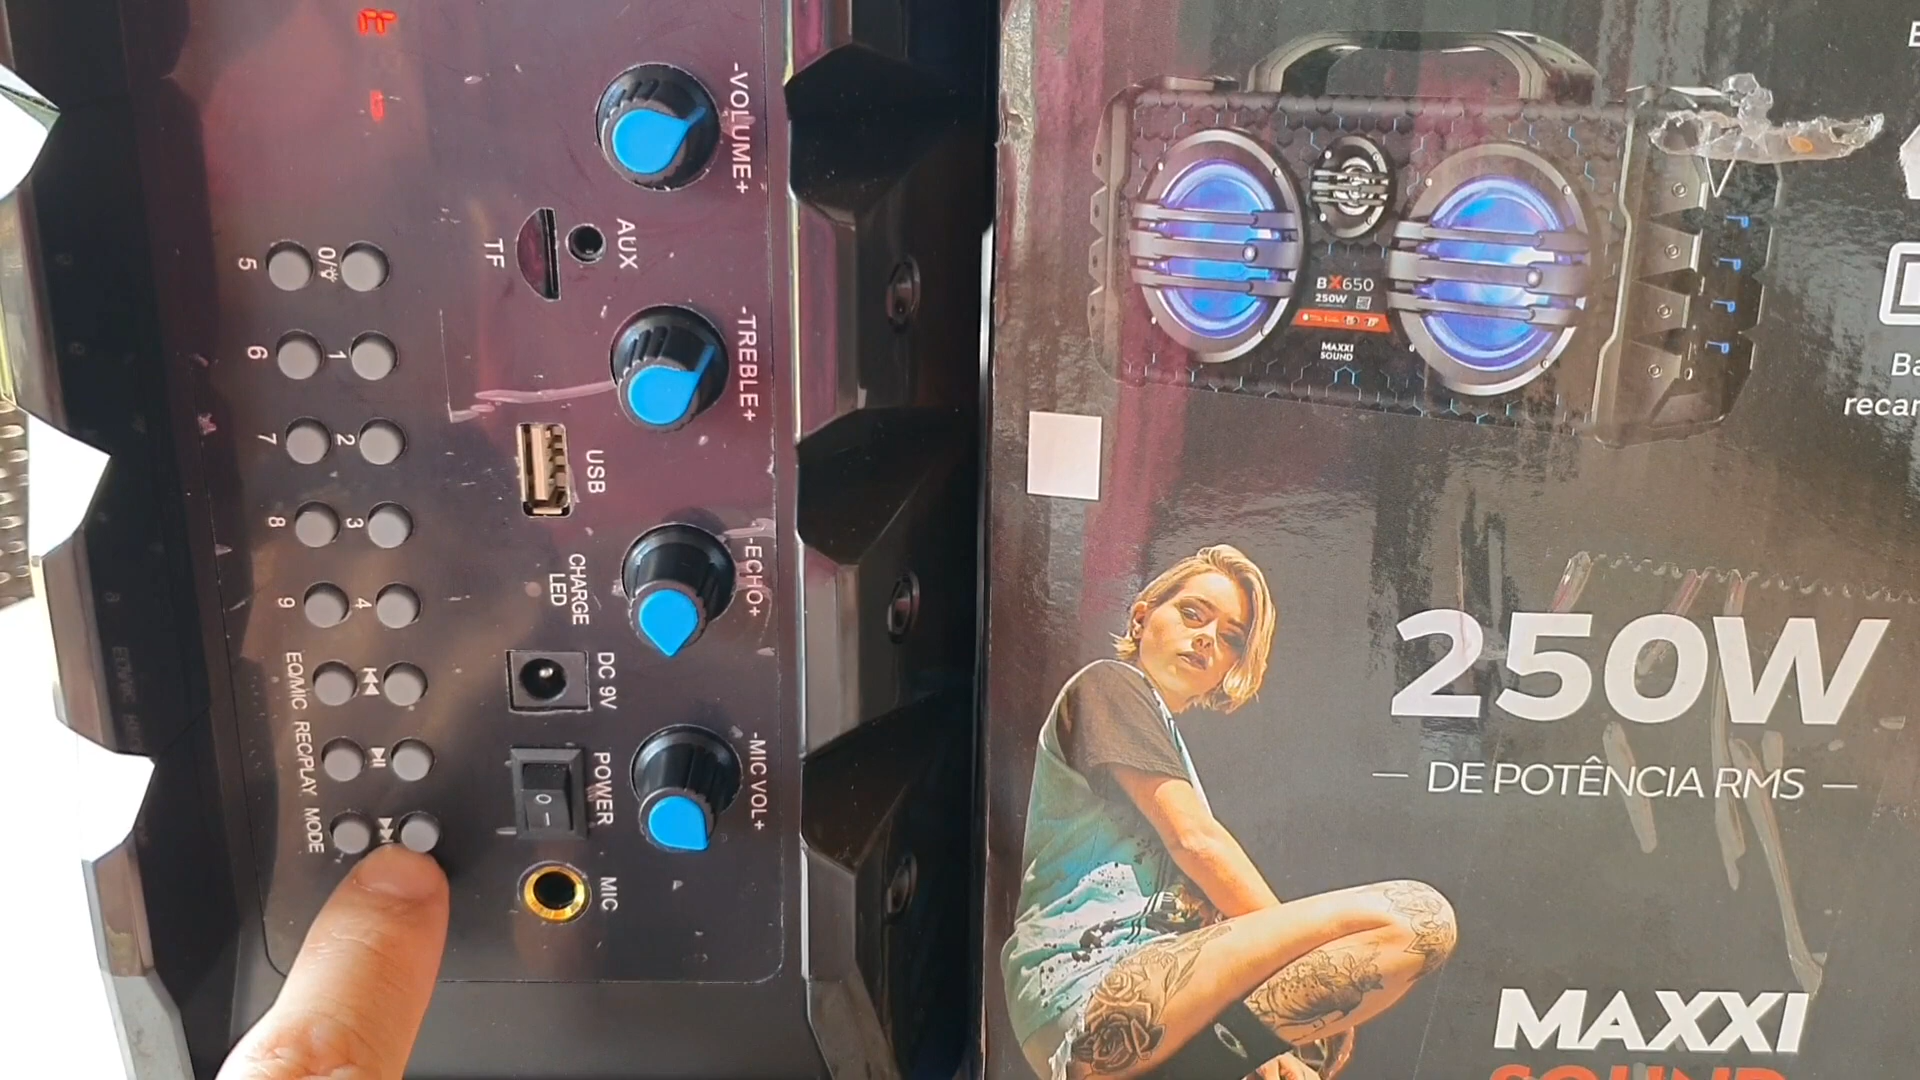 -VOLUME+
AUX
TF
-TREBLE+
USB
-ECHO+
CHARGE
LED
DC 9V
-MIC VOL+
POWER
MIC
0/
5
1
6
2
7
3
8
4
9
EQ/MIC
REC/PLAY
MODE
BX650
250W
MAXXI
SOUND
250W
— DE POTÊNCIA RMS —
MAXXI
SOUND